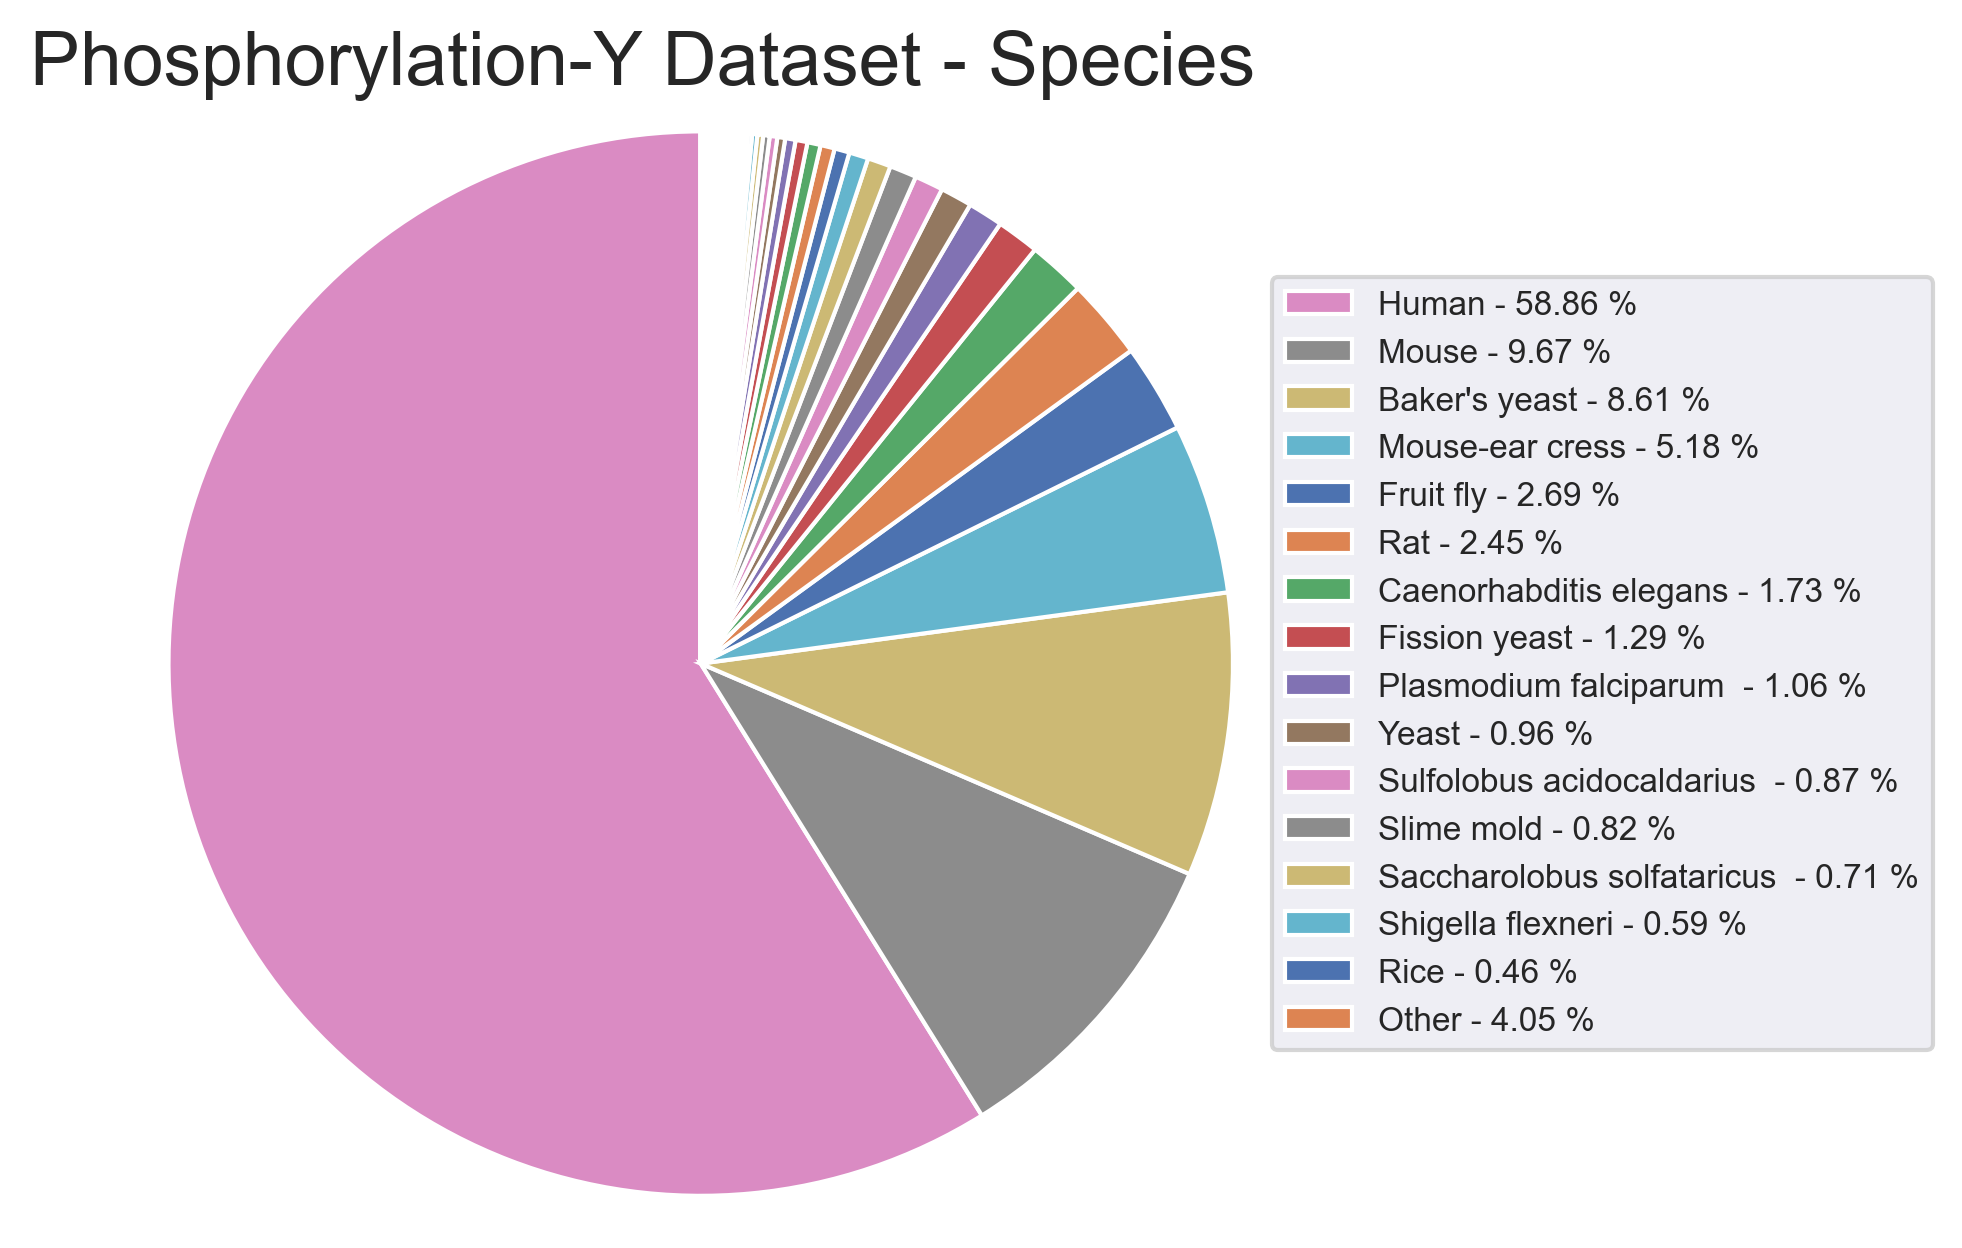 Phosphorylation-Y Dataset - Species
Human - 58.86 %
Mouse - 9.67 %
Baker's yeast - 8.61 %
Mouse-ear cress - 5.18 %
Fruit fly - 2.69 %
Rat - 2.45 %
Caenorhabditis elegans - 1.73 %
Fission yeast - 1.29 %
Plasmodium falciparum  - 1.06 %
Yeast - 0.96 %
Sulfolobus acidocaldarius  - 0.87 %
Slime mold - 0.82 %
Saccharolobus solfataricus  - 0.71 %
Shigella flexneri - 0.59 %
Rice - 0.46 %
Other - 4.05 %